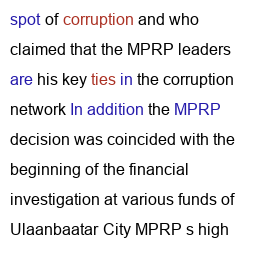 spot of corruption and who
claimed that the MPRP leaders
are his key ties in the corruption
network In addition the MPRP
decision was coincided with the
beginning of the financial
investigation at various funds of
Ulaanbaatar City MPRP s high